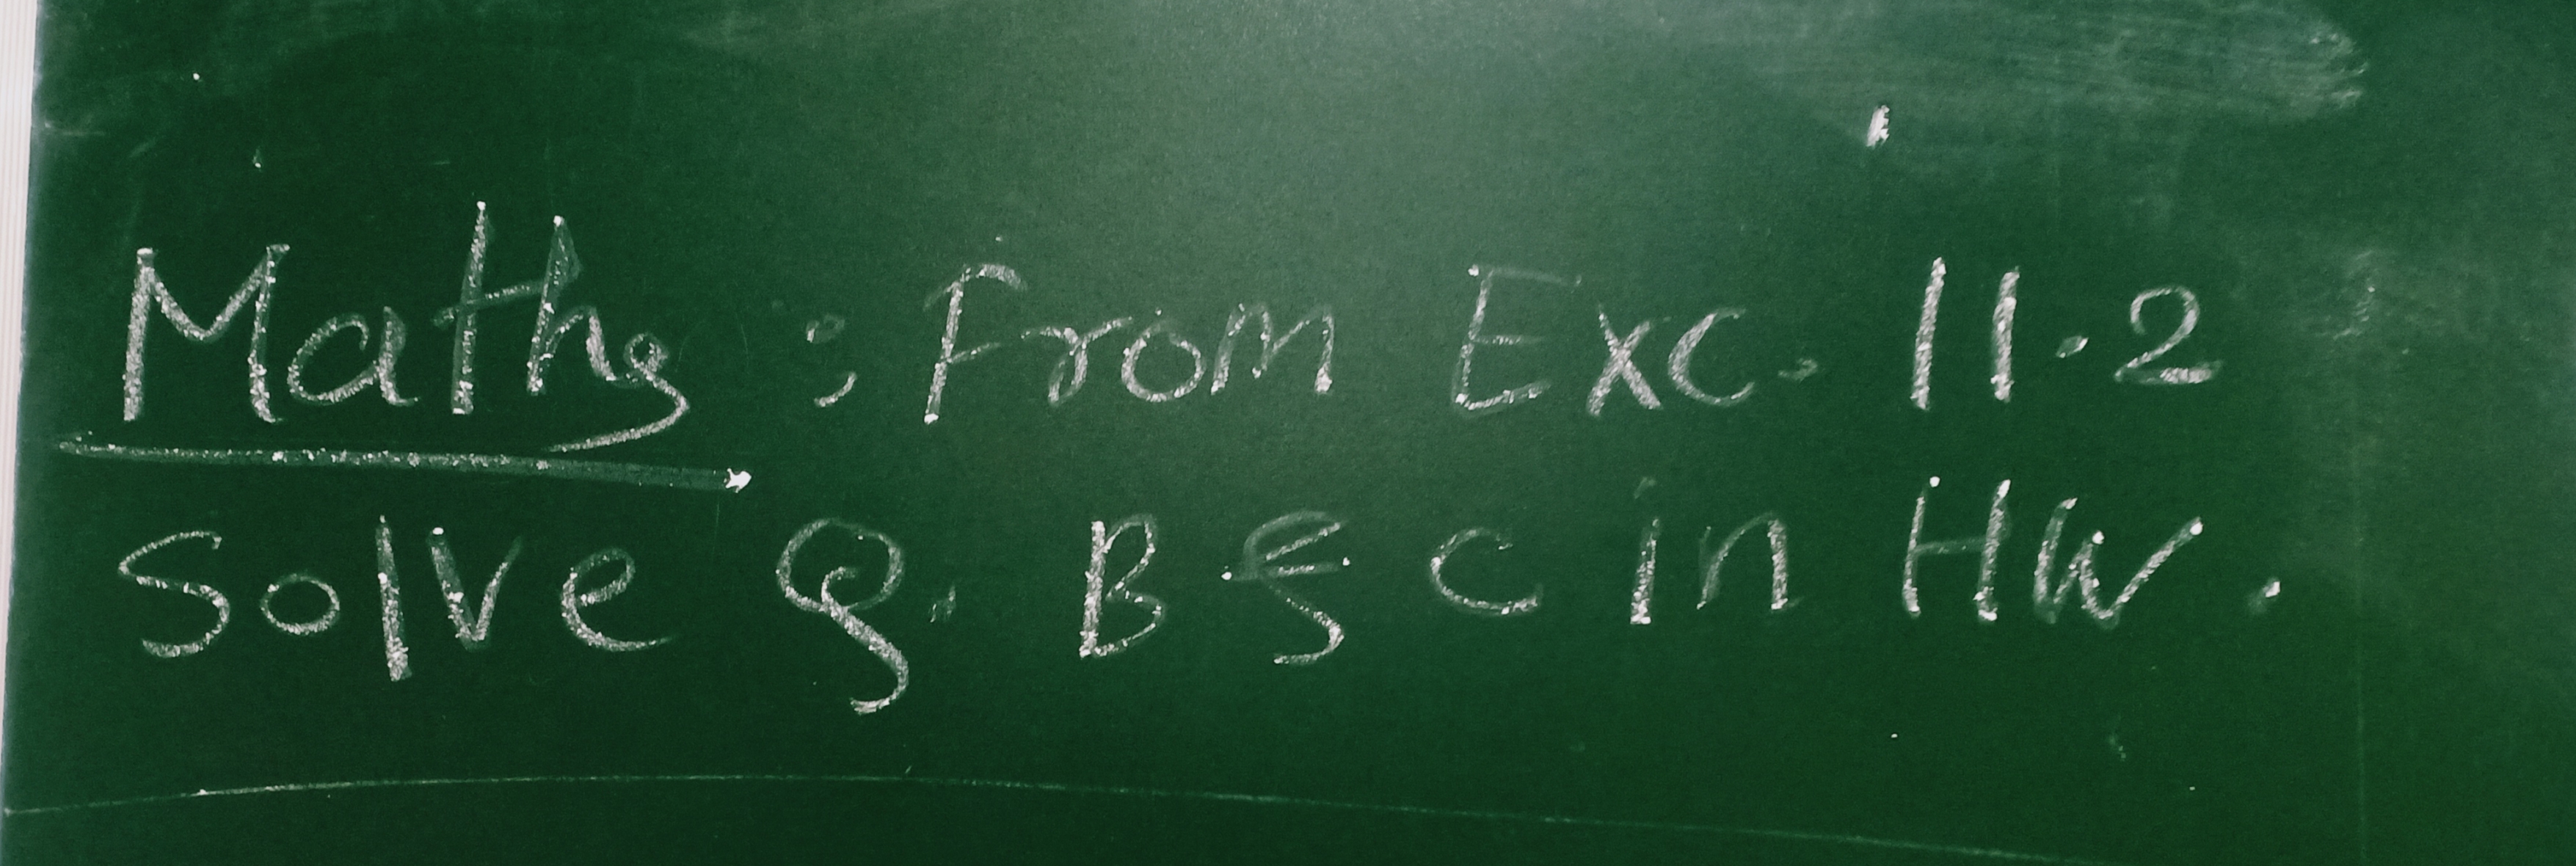 Maths : From Exc. 11.2
Solve Q. B & C in HW.